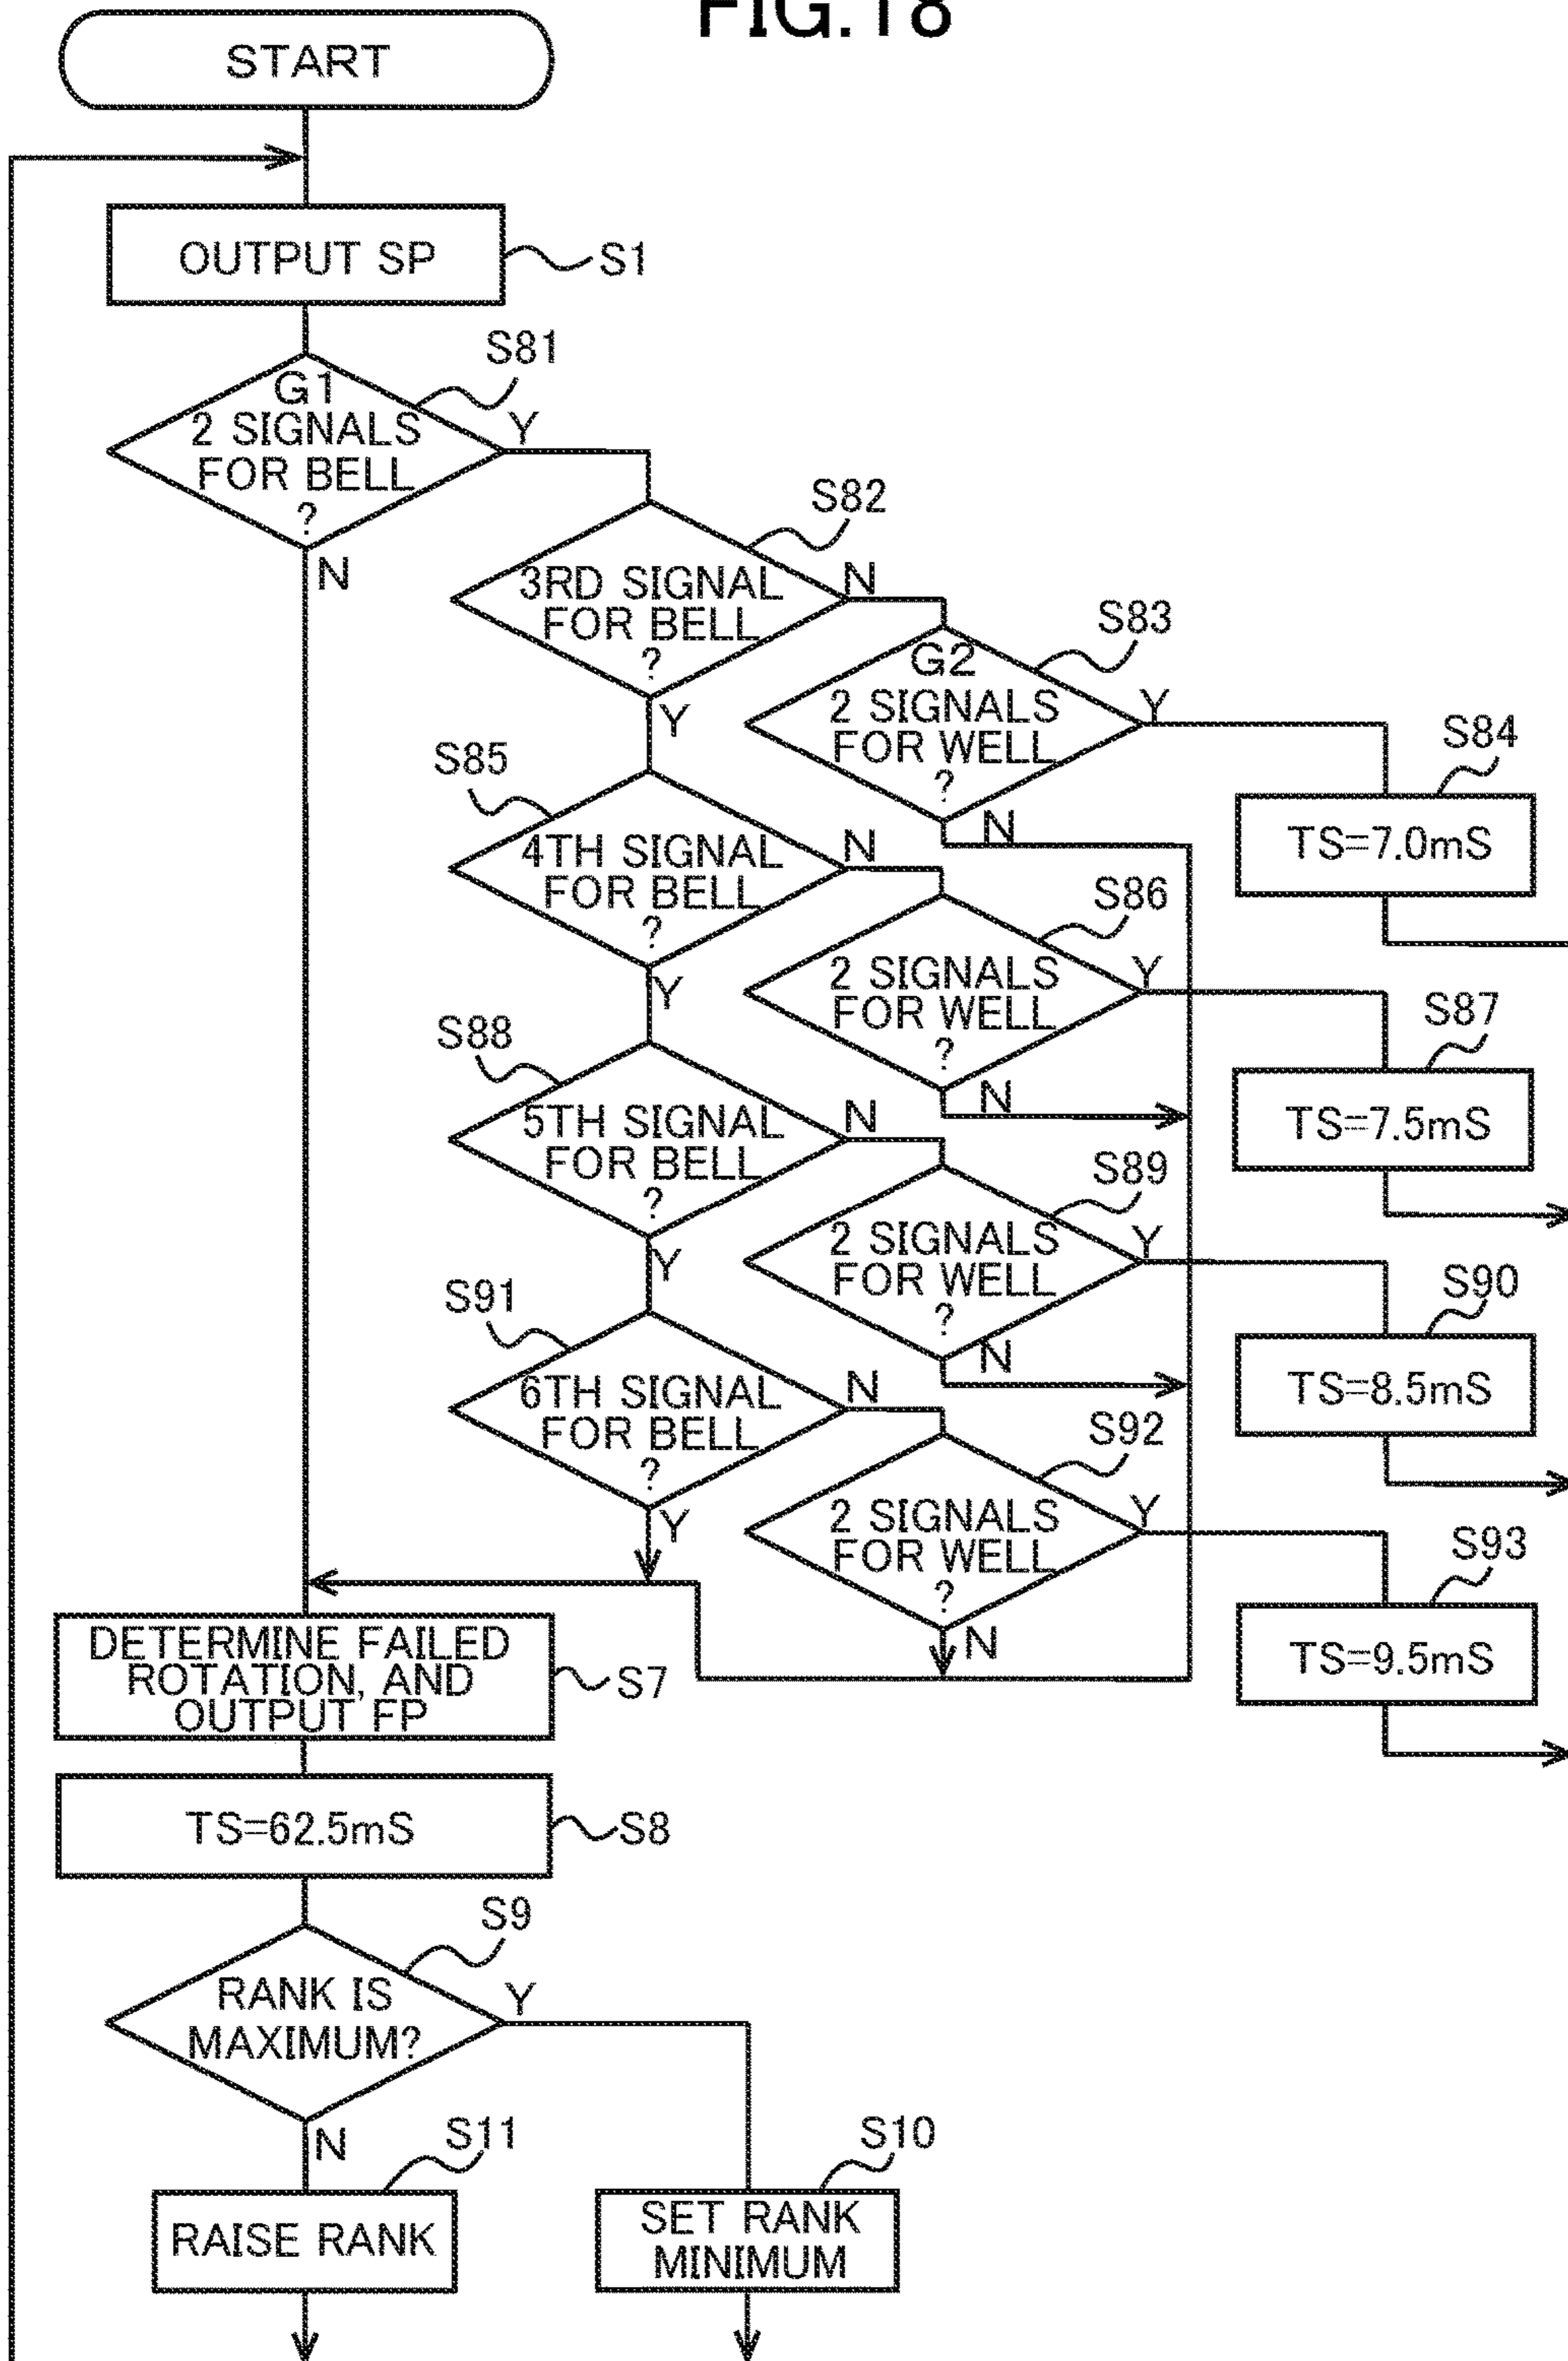 FIG.18
START
OUTPUT SP
S1
S81
G1
2 SIGNALS
FOR BELL
?
Y
N
S82
3RD SIGNAL
FOR BELL
?
N
Y
S83
G2
2 SIGNALS
FOR WELL
?
Y
N
S84
TS=7.0mS
S85
4TH SIGNAL
FOR BELL
?
N
Y
S86
2 SIGNALS
FOR WELL
?
Y
N
S87
TS=7.5mS
S88
5TH SIGNAL
FOR BELL
?
N
Y
S89
2 SIGNALS
FOR WELL
?
Y
N
S90
TS=8.5mS
S91
6TH SIGNAL
FOR BELL
?
N
Y
S92
2 SIGNALS
FOR WELL
?
Y
N
S93
TS=9.5mS
DETERMINE FAILED
ROTATION, AND
OUTPUT FP
S7
TS=62.5mS
S8
S9
RANK IS
MAXIMUM?
Y
N
S11
RAISE RANK
S10
SET RANK
MINIMUM